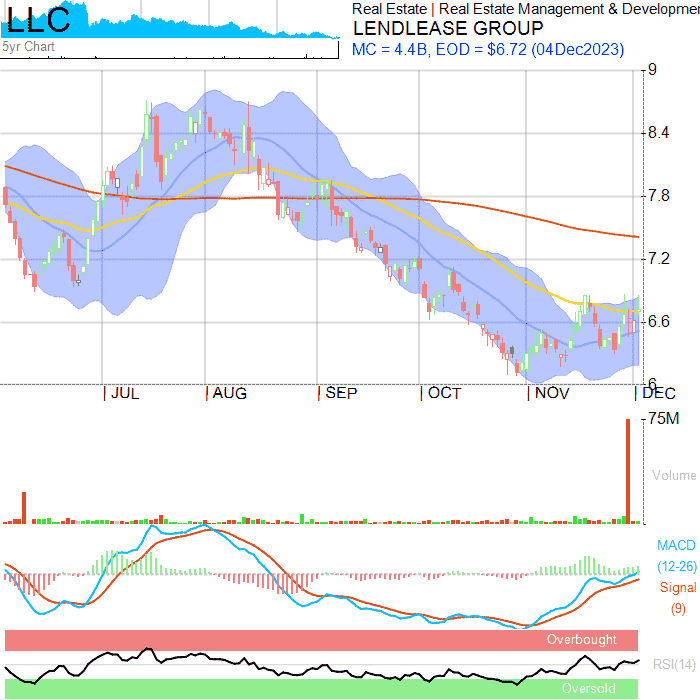 LLC
5yr Chart
Real Estate | Real Estate Management & Developmen
LENDLEASE GROUP
MC = 4.4B, EOD = $6.72 (04Dec2023)
9
8.4
7.8
7.2
6.6
6
JUL AUG SEP OCT NOV DEC
75M
Volume
MACD
(12-26)
Signal
(9)
Overbought
RSI(14)
Oversold